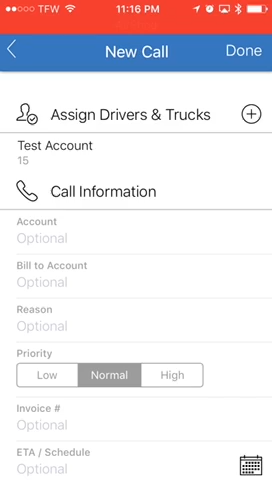 TFW 11:16 PM
New Call Done
Assign Drivers & Trucks
Test Account
15
Call Information
Account
Optional
Bill to Account
Optional
Reason
Optional
Priority
Low Normal High
Invoice #
Optional
ETA / Schedule
Optional